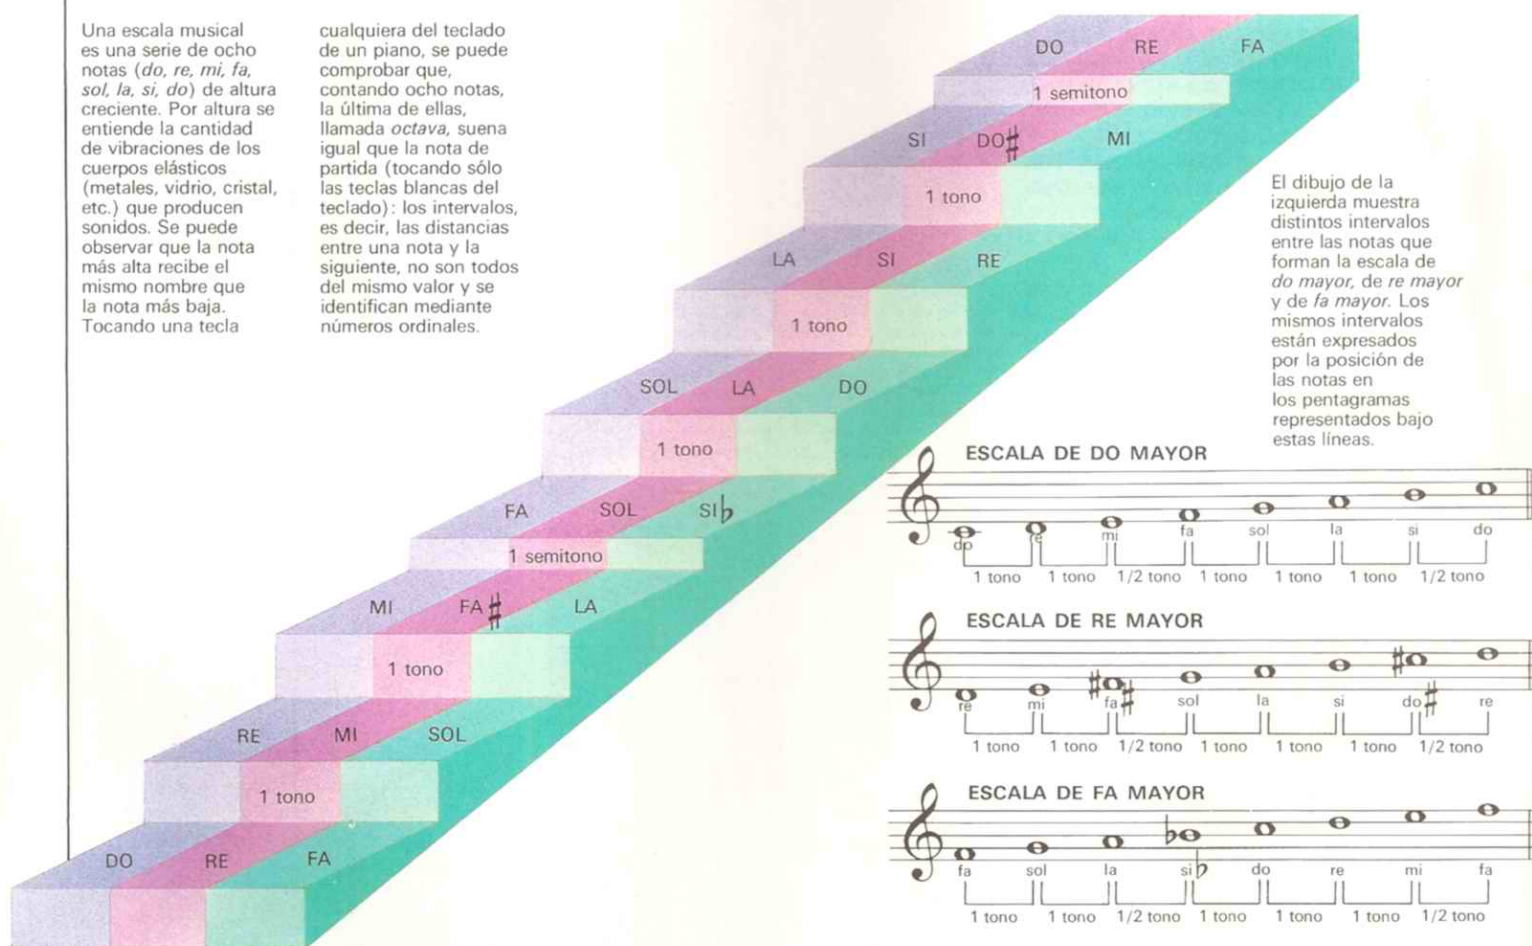 Una escala musical
es una serie de ocho
notas (do, re, mi, fa,
sol, la, si, do) de altura
creciente. Por altura se
entiende la cantidad
de vibraciones de los
cuerpos elásticos
(metales, vidrio, cristal,
etc.) que producen
sonidos. Se puede
observar que la nota
más alta recibe el
mismo nombre que
la nota más baja.
Tocando una tecla
cualquiera del teclado
de un piano, se puede
comprobar que,
contando ocho notas,
la última de ellas,
llamada octava, suena
igual que la nota de
partida (tocando sólo
las teclas blancas del
teclado): los intervalos,
es decir, las distancias
entre una nota y la
siguiente, no son todos
del mismo valor y se
identifican mediante
números ordinales.
DO RE FA
1 semitono
SI DO♯ MI
1 tono
LA SI RE
1 tono
SOL LA DO
1 tono
FA SOL SI♭
1 semitono
MI FA♯ LA
1 tono
RE MI SOL
1 tono
DO RE FA
El dibujo de la
izquierda muestra
distintos intervalos
entre las notas que
forman la escala de
do mayor, de re mayor
y de fa mayor. Los
mismos intervalos
están expresados
por la posición de
las notas en
los pentagramas
representados bajo
estas líneas.
ESCALA DE DO MAYOR
do re mi fa sol la si do
1 tono 1 tono 1/2 tono 1 tono 1 tono 1 tono 1/2 tono
ESCALA DE RE MAYOR
re mi fa♯ sol la si do♯ re
1 tono 1 tono 1/2 tono 1 tono 1 tono 1 tono 1/2 tono
ESCALA DE FA MAYOR
fa sol la si♭ do re mi fa
1 tono 1 tono 1/2 tono 1 tono 1 tono 1 tono 1/2 tono